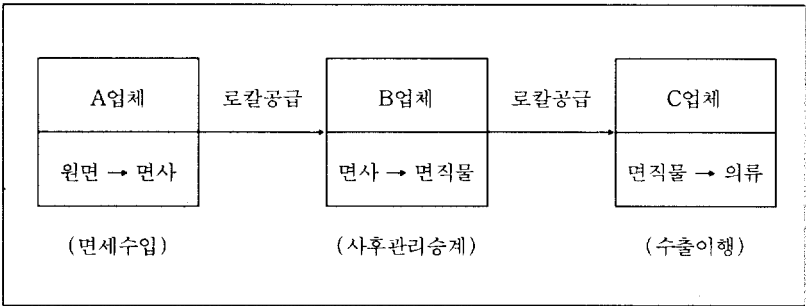 A업체 로칼공급 B업체 로칼공급 C업체
원면 → 면사 면사 → 면직물 면직물 → 의류
(면세수입) (사후관리승계) (수출이행)